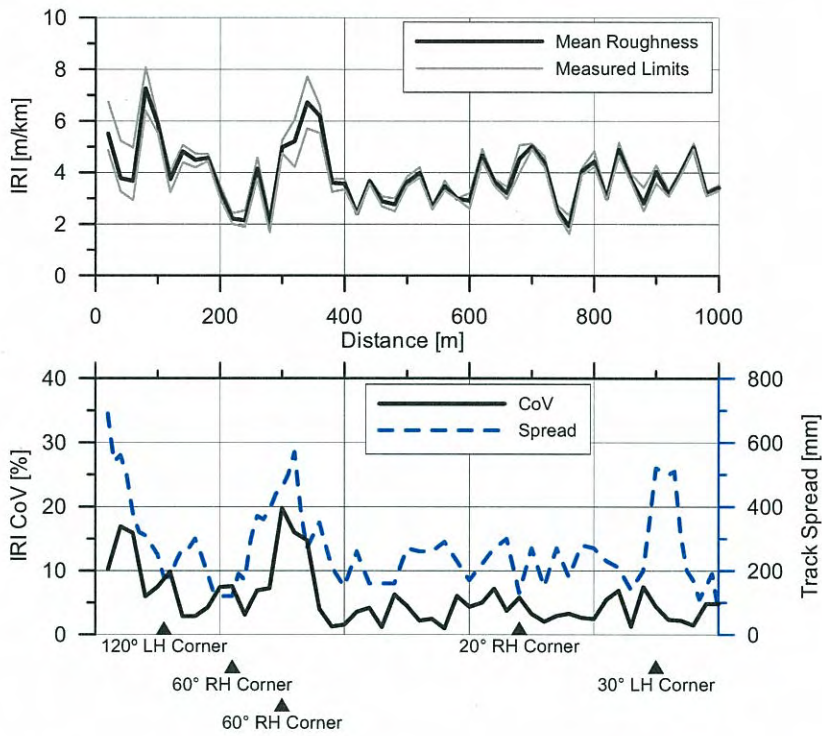 10
8
6
4
2
0
IRI [m/km]
Mean Roughness
Measured Limits
0 200 400 600 800 1000
Distance [m]
40
30
20
10
0
IRI CoV [%]
CoV
Spread
800
600
400
200
0
Track Spread [mm]
120° LH Corner
20° RH Corner
60° RH Corner
30° LH Corner
60° RH Corner